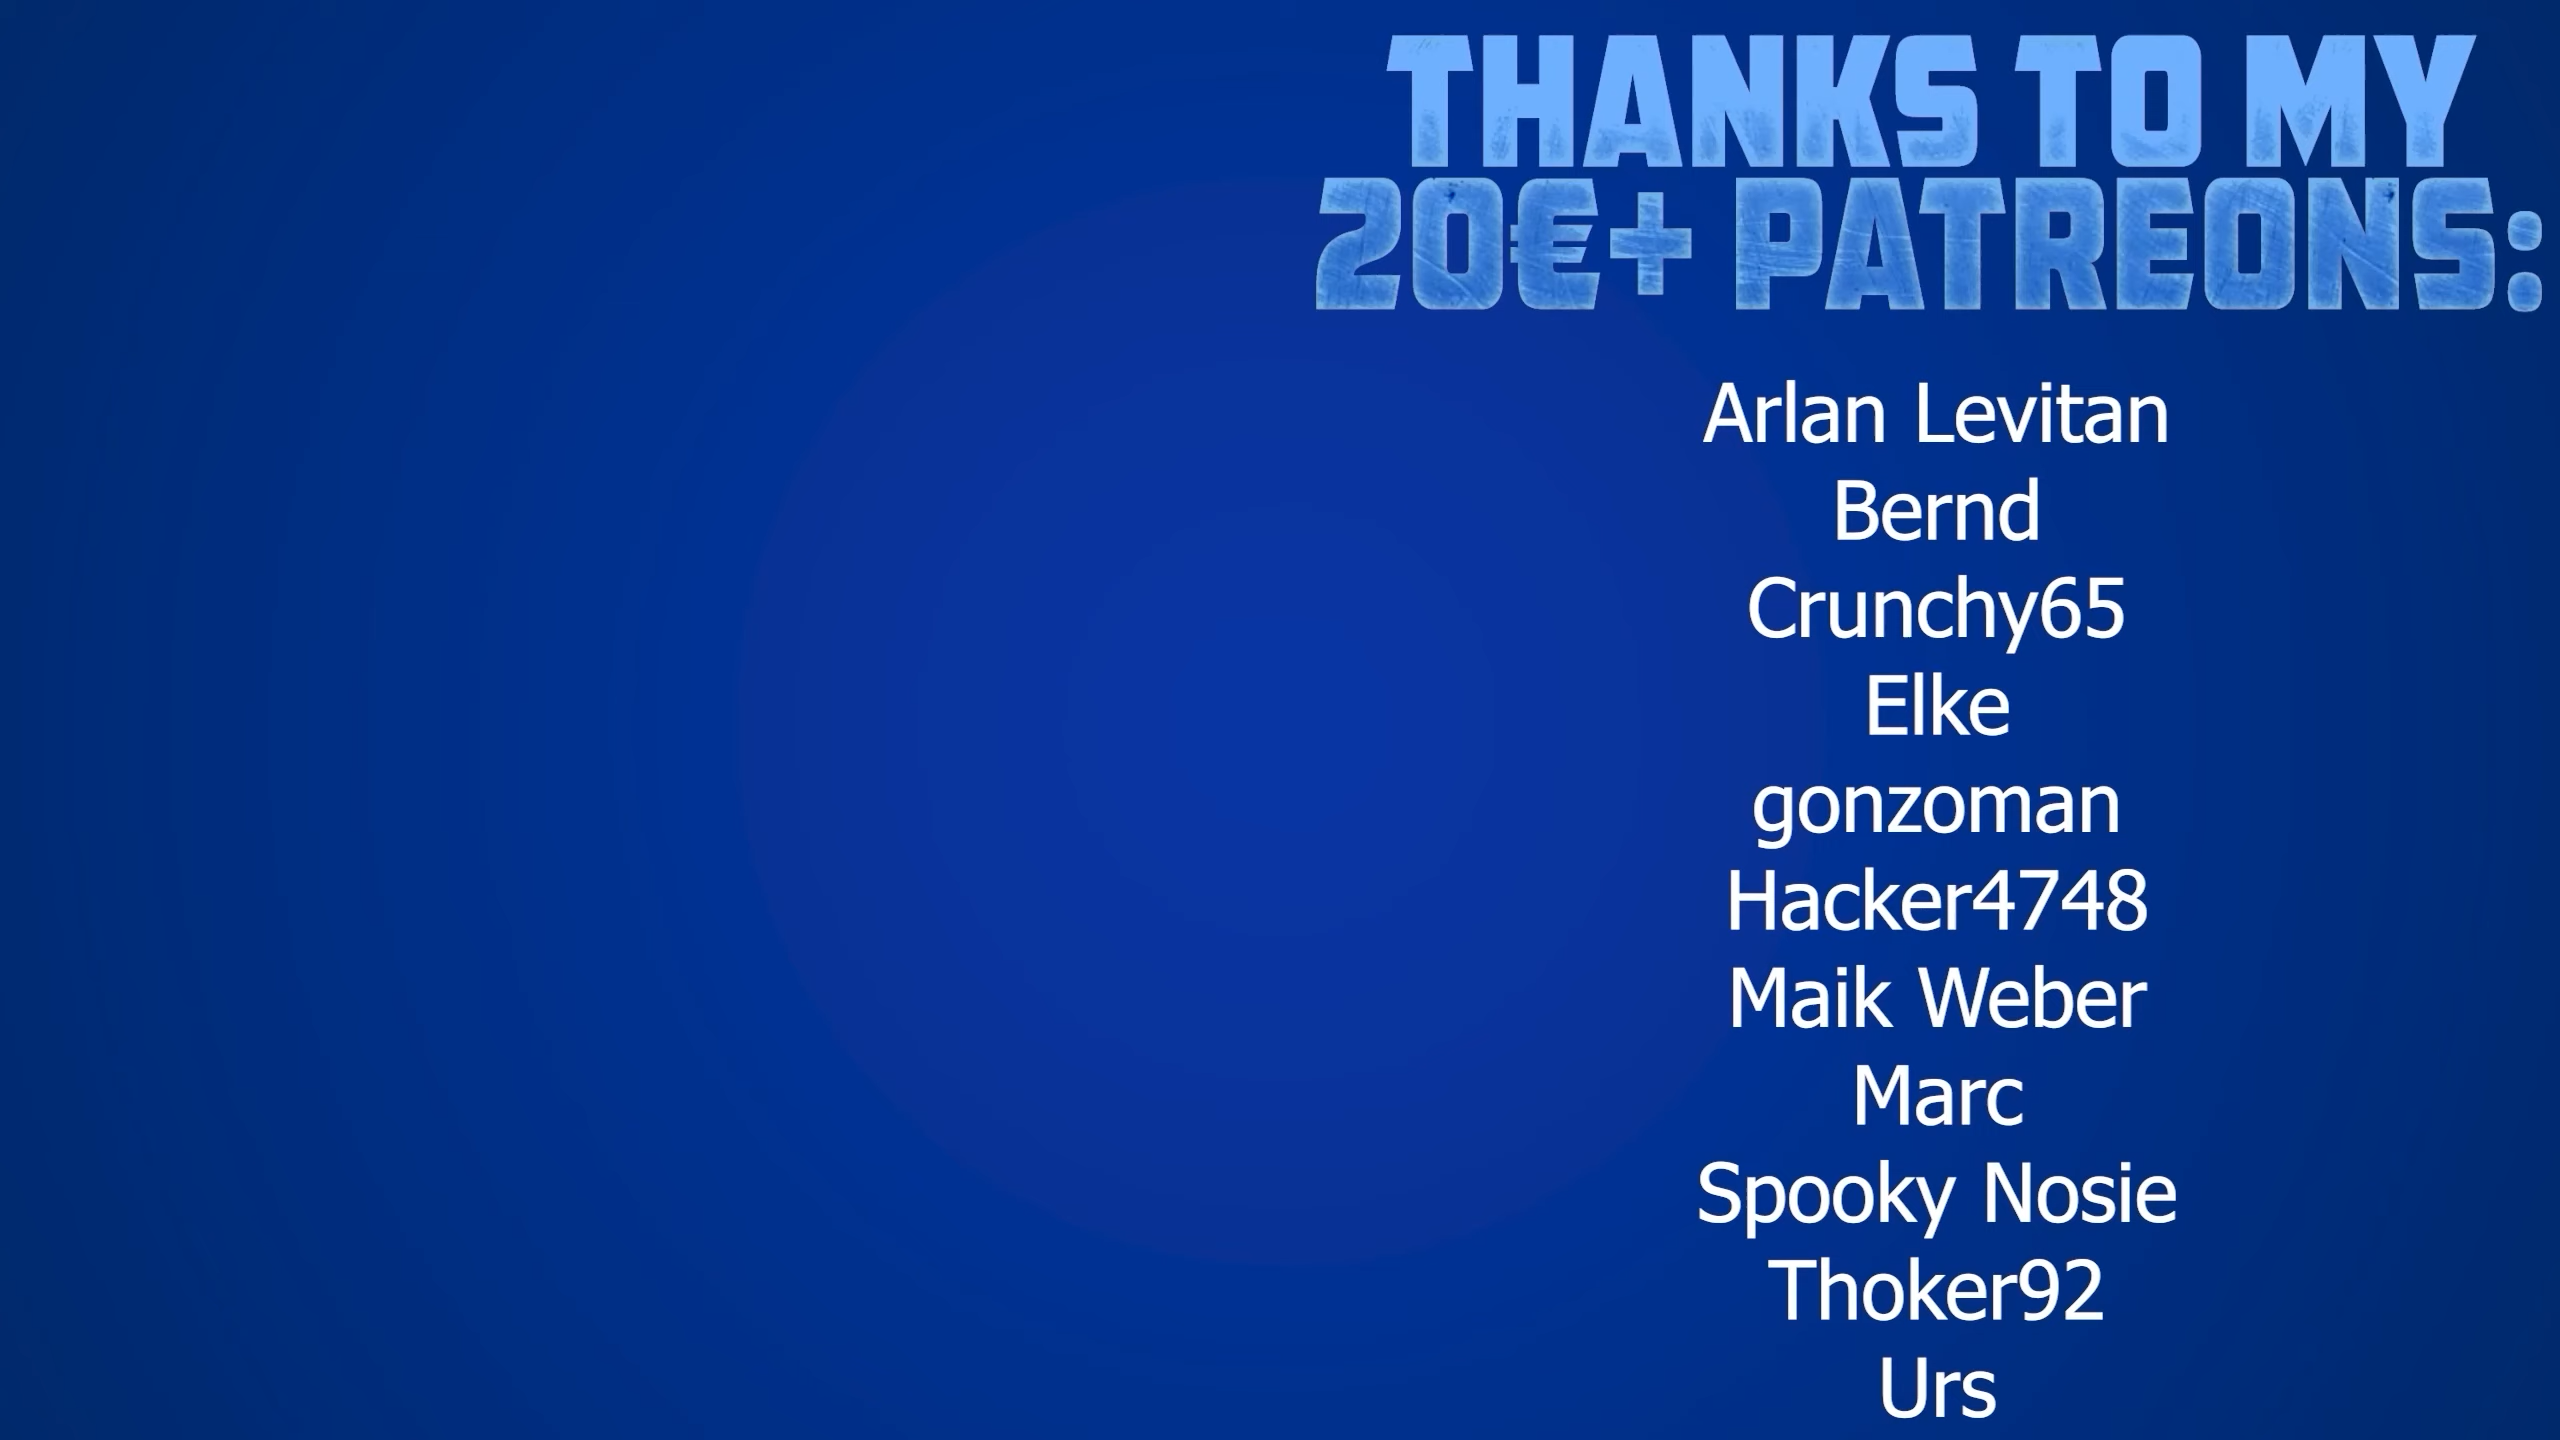 THANKS TO MY
20€+ PATREONS:
Arlan Levitan
Bernd
Crunchy65
Elke
gonzoman
Hacker4748
Maik Weber
Marc
Spooky Nosie
Thoker92
Urs